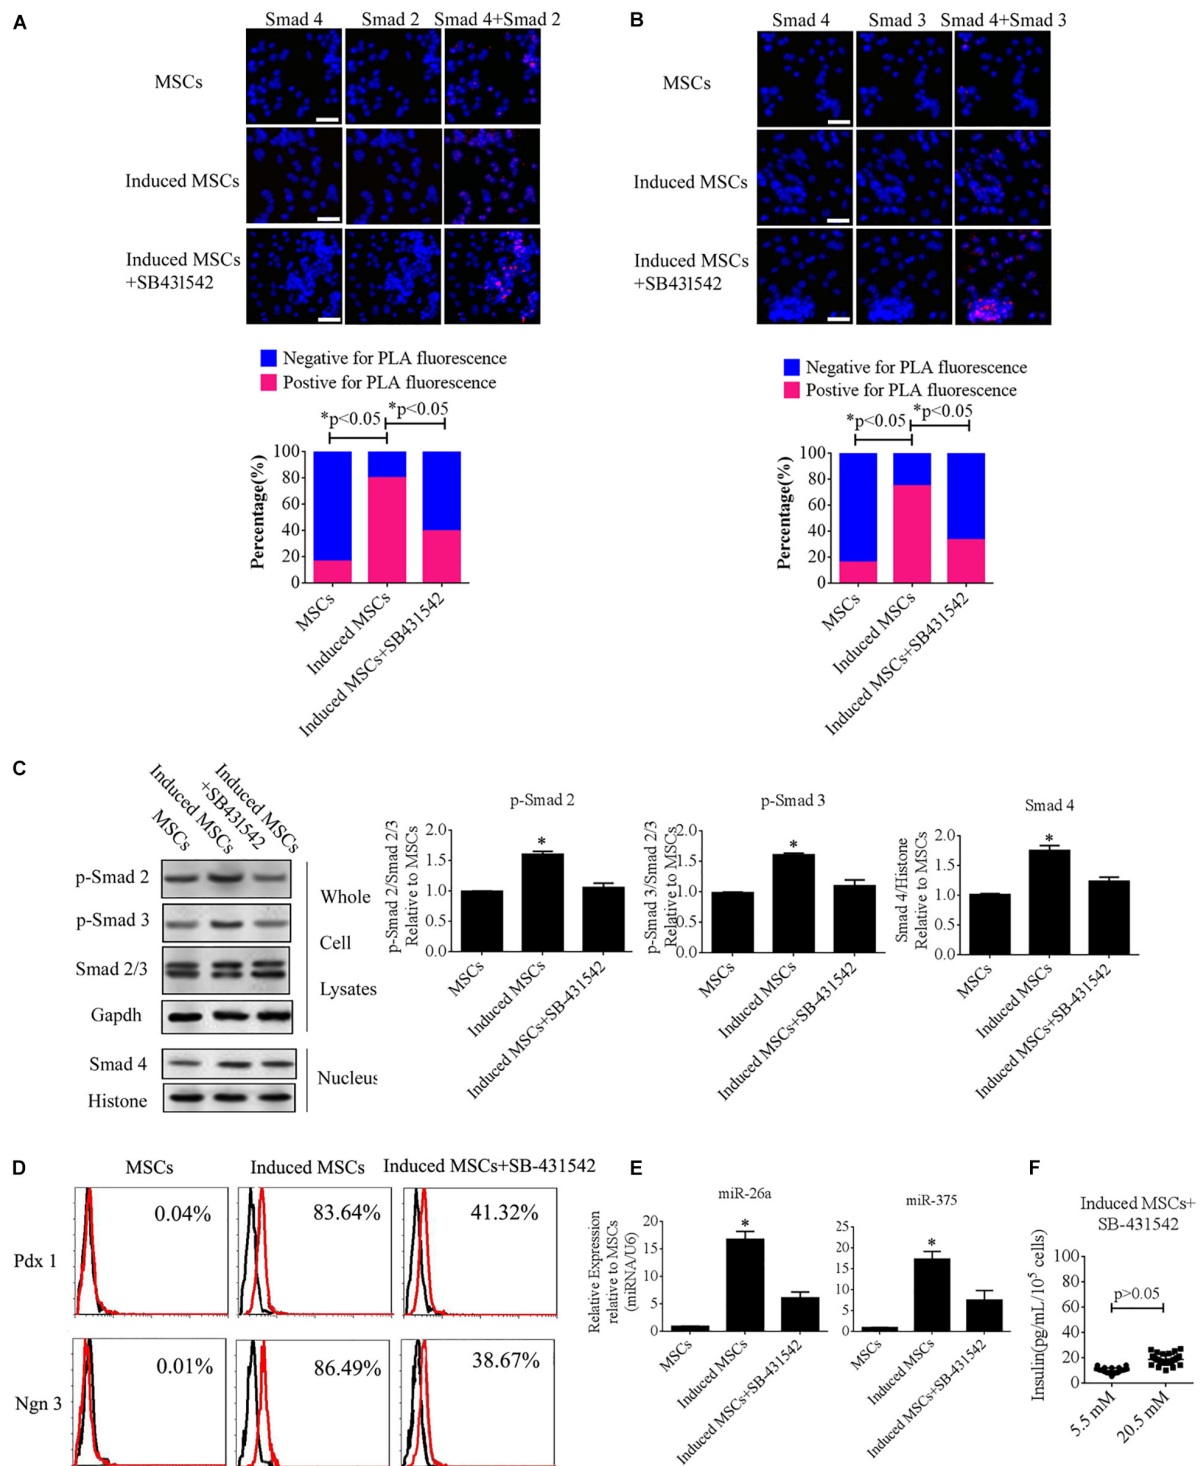 A
Smad 4 Smad 2 Smad 4+Smad 2
MSCs
Induced MSCs
Induced MSCs
+SB431542
Negative for PLA fluorescence
Postive for PLA fluorescence
*p<0.05
*p<0.05
Percentage(%)
100
80
60
40
20
0
MSCs
Induced MSCs
Induced MSCs+SB431542
B
Smad 4 Smad 3 Smad 4+Smad 3
MSCs
Induced MSCs
Induced MSCs
+SB431542
Negative for PLA fluorescence
Postive for PLA fluorescence
*p<0.05
*p<0.05
Percentage(%)
100
80
60
40
20
0
MSCs
Induced MSCs
Induced MSCs+SB431542
C
MSCs
Induced MSCs
Induced MSCs
+SB431542
p-Smad 2
p-Smad 3
Smad 2/3
Gapdh
Smad 4
Histone
Whole
Cell
Lysates
Nucleus
p-Smad 2
p-Smad 2/Smad 2/3
Relative to MSCs
2.0
1.5
1.0
0.5
0.0
*
MSCs
Induced MSCs
Induced MSCs+SB-431542
p-Smad 3
p-Smad 3/Smad 2/3
Relative to MSCs
2.0
1.5
1.0
0.5
0.0
*
MSCs
Induced MSCs
Induced MSCs+SB-431542
Smad 4
Smad 4/Histone
Relative to MSCs
2.0
1.5
1.0
0.5
0.0
*
MSCs
Induced MSCs
Induced MSCs+SB-431542
D
MSCs Induced MSCs Induced MSCs+SB-431542
Pdx 1
0.04%
83.64%
41.32%
Ngn 3
0.01%
86.49%
38.67%
E
miR-26a
Relative Expression
relative to MSCs
(miRNA/U6)
20
15
10
5
0
*
MSCs
Induced MSCs
Induced MSCs+SB-431542
miR-375
25
20
15
10
5
0
*
MSCs
Induced MSCs
Induced MSCs+SB-431542
F
Induced MSCs+
SB-431542
Insulin(pg/mL/10⁵ cells)
100
80
60
40
20
0
p>0.05
5.5 mM
20.5 mM